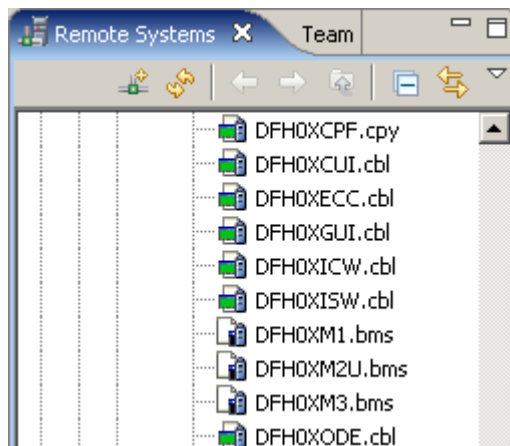 Remote Systems Team
DFH0XCPF.cpy
DFH0XCUI.cbl
DFH0XECC.cbl
DFH0XGUI.cbl
DFH0XICW.cbl
DFH0XISW.cbl
DFH0XM1.bms
DFH0XM2U.bms
DFH0XM3.bms
DFH0XODE.cbl